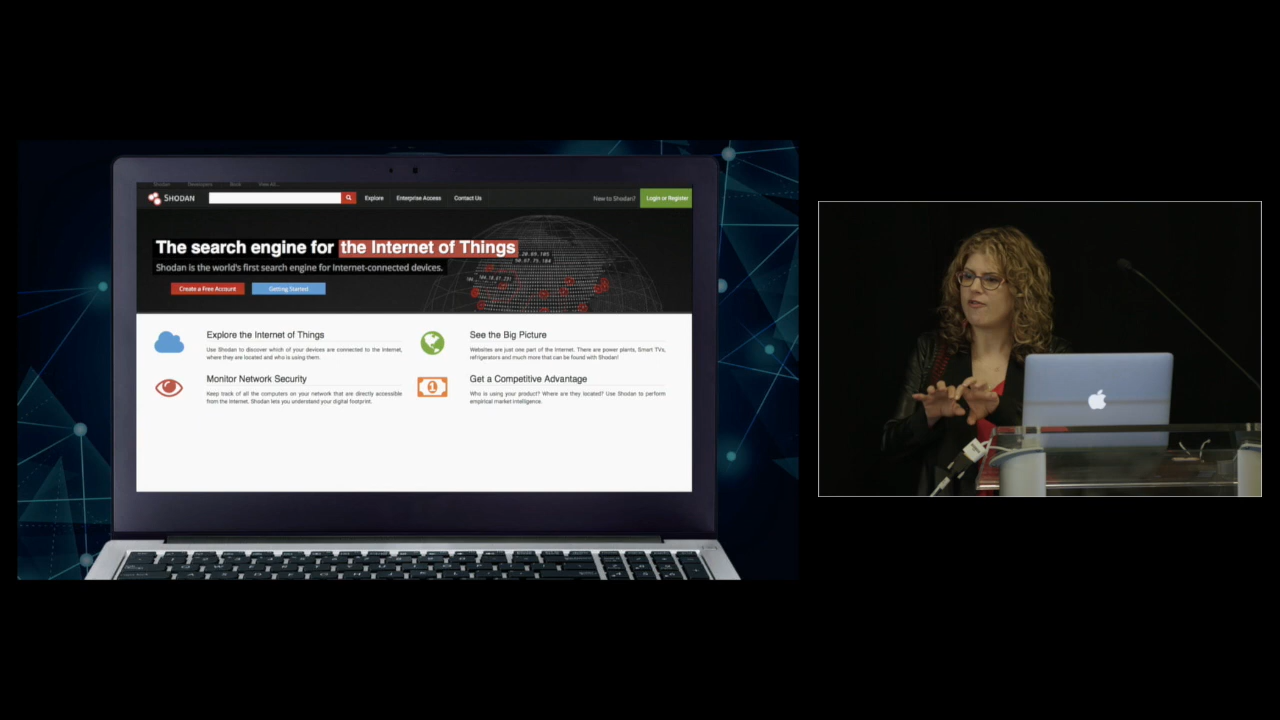 Shodan Developers Book View All...
SHODAN
Explore Enterprise Access Contact Us
New to Shodan? Login or Register
The search engine for the Internet of Things
Shodan is the world's first search engine for Internet-connected devices.
Create a Free Account Getting Started
Explore the Internet of Things
Use Shodan to discover which of your devices are connected to the Internet,
where they are located and who is using them.
See the Big Picture
Websites are just one part of the Internet. There are power plants, Smart TVs,
refrigerators and much more that can be found with Shodan!
Monitor Network Security
Keep track of all the computers on your network that are directly accessible
from the Internet. Shodan lets you understand your digital footprint.
Get a Competitive Advantage
Who is using your product? Where are they located? Use Shodan to perform
empirical market intelligence.